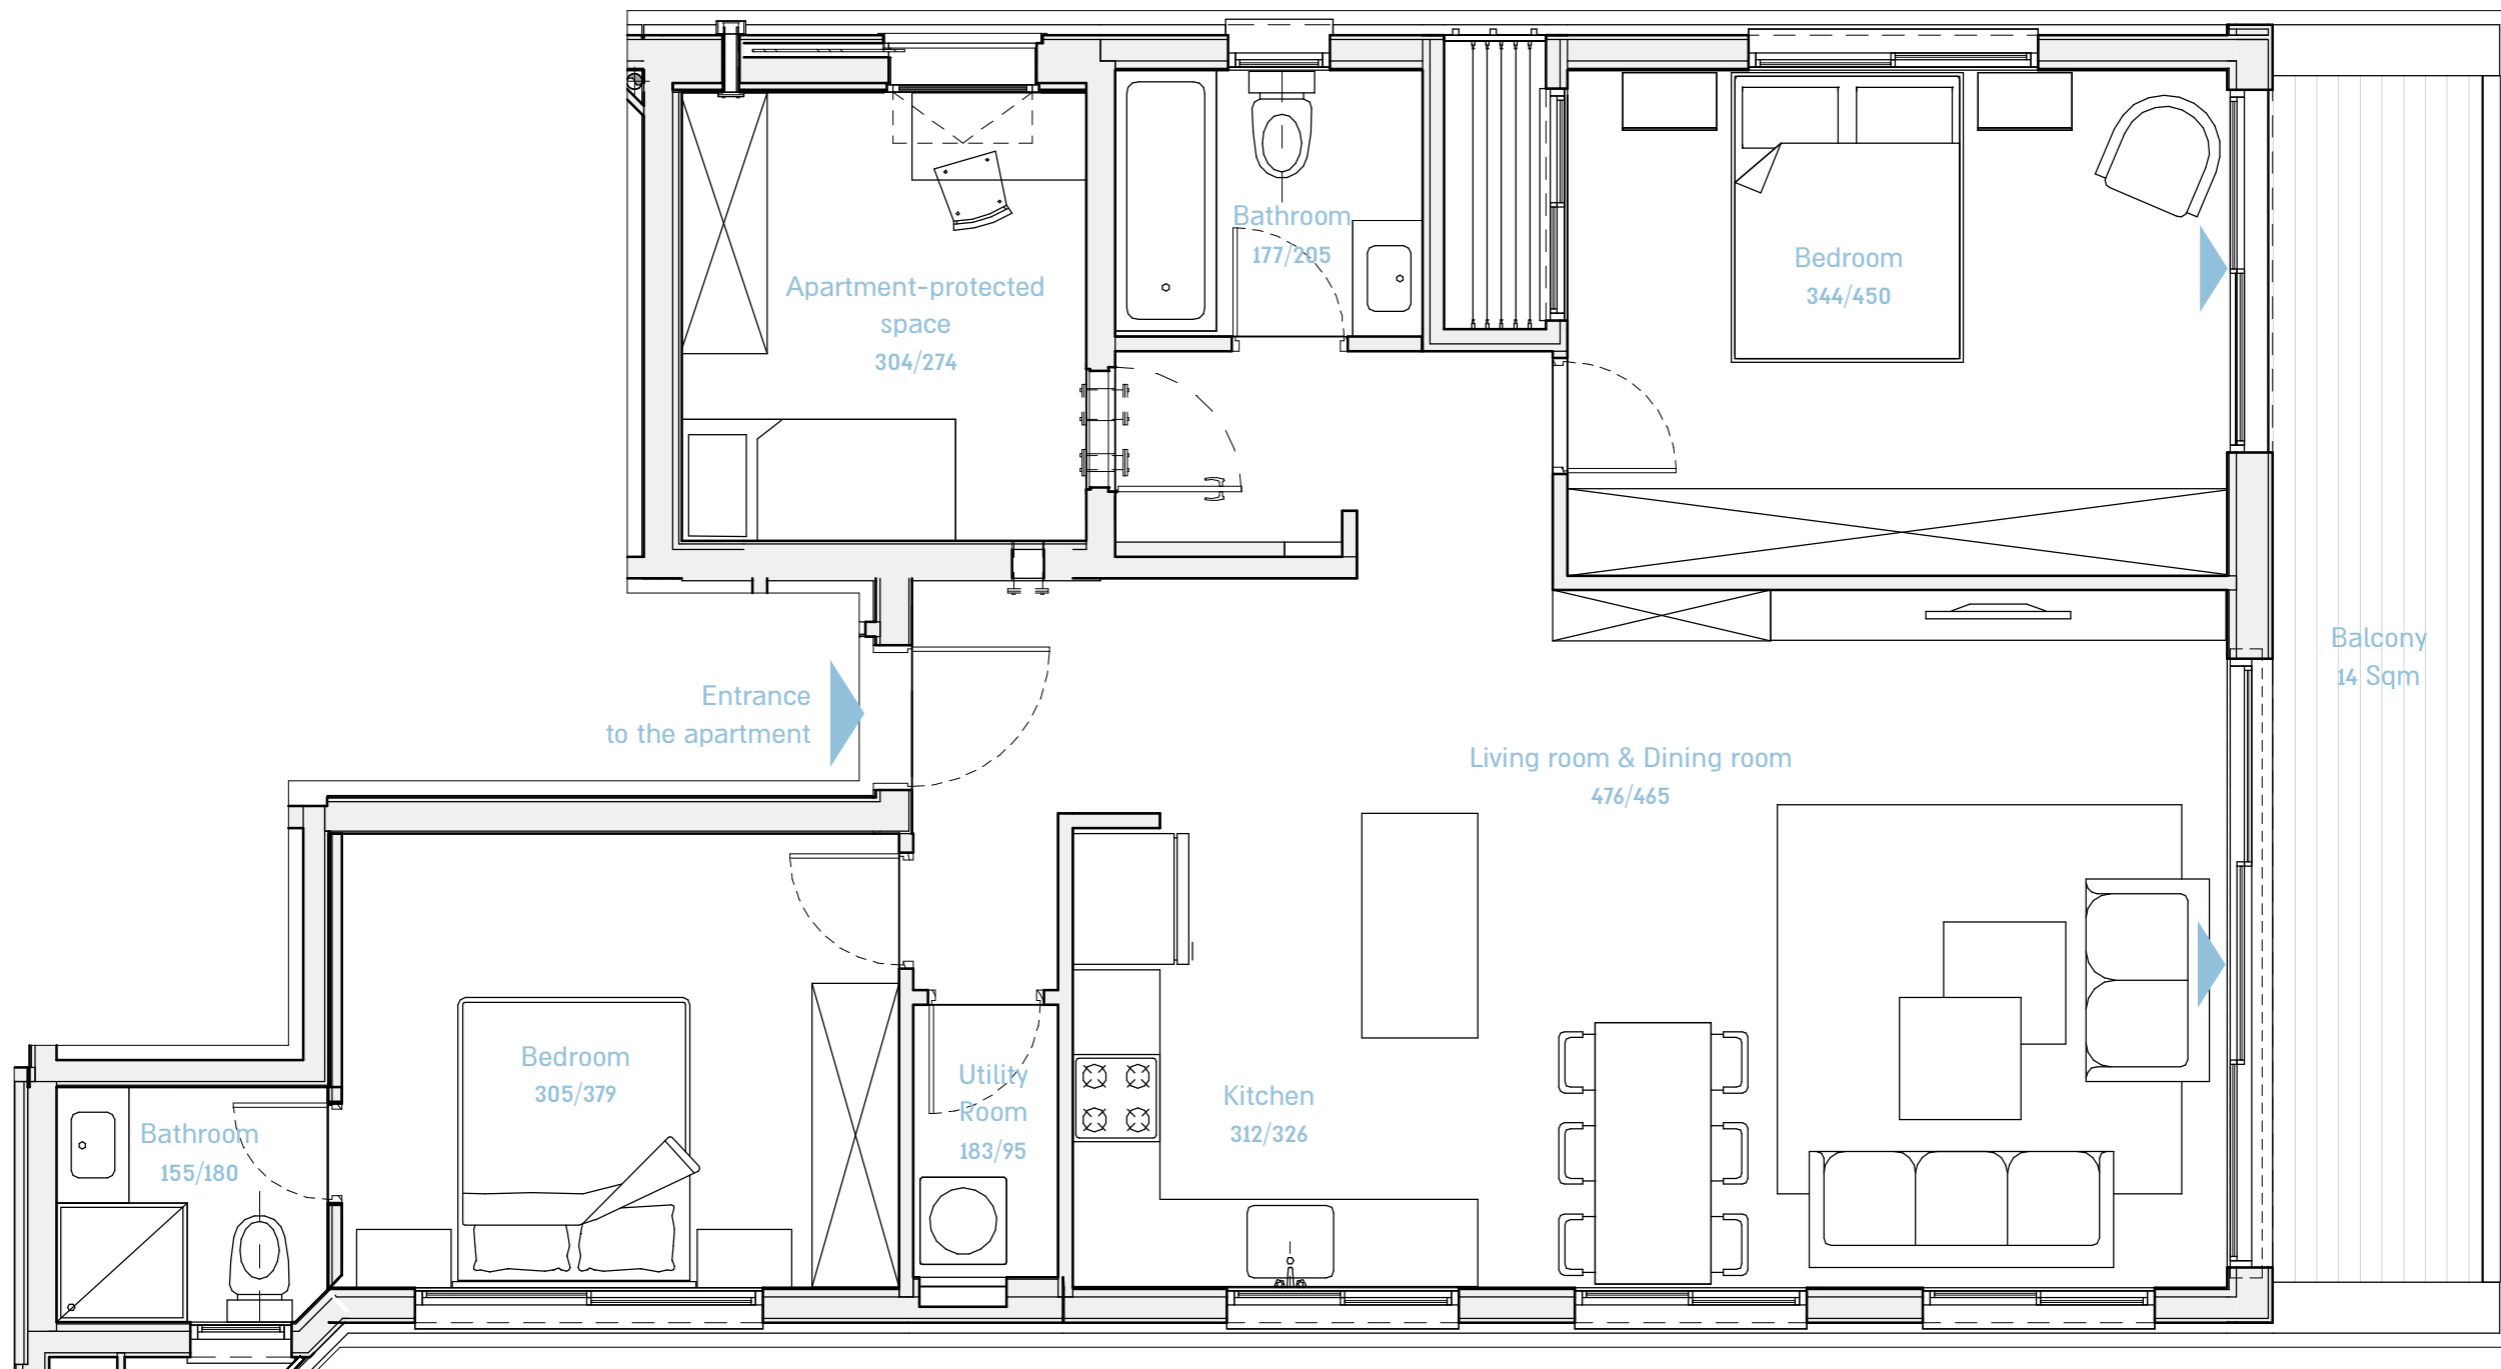 Bathroom
177/205
Bedroom
344/450
Apartment-protected
space
304/274
Balcony
14 Sqm
Entrance
to the apartment
Living room & Dining room
476/465
Bedroom
305/379
Utility
Room
183/95
Kitchen
312/326
Bathroom
155/180